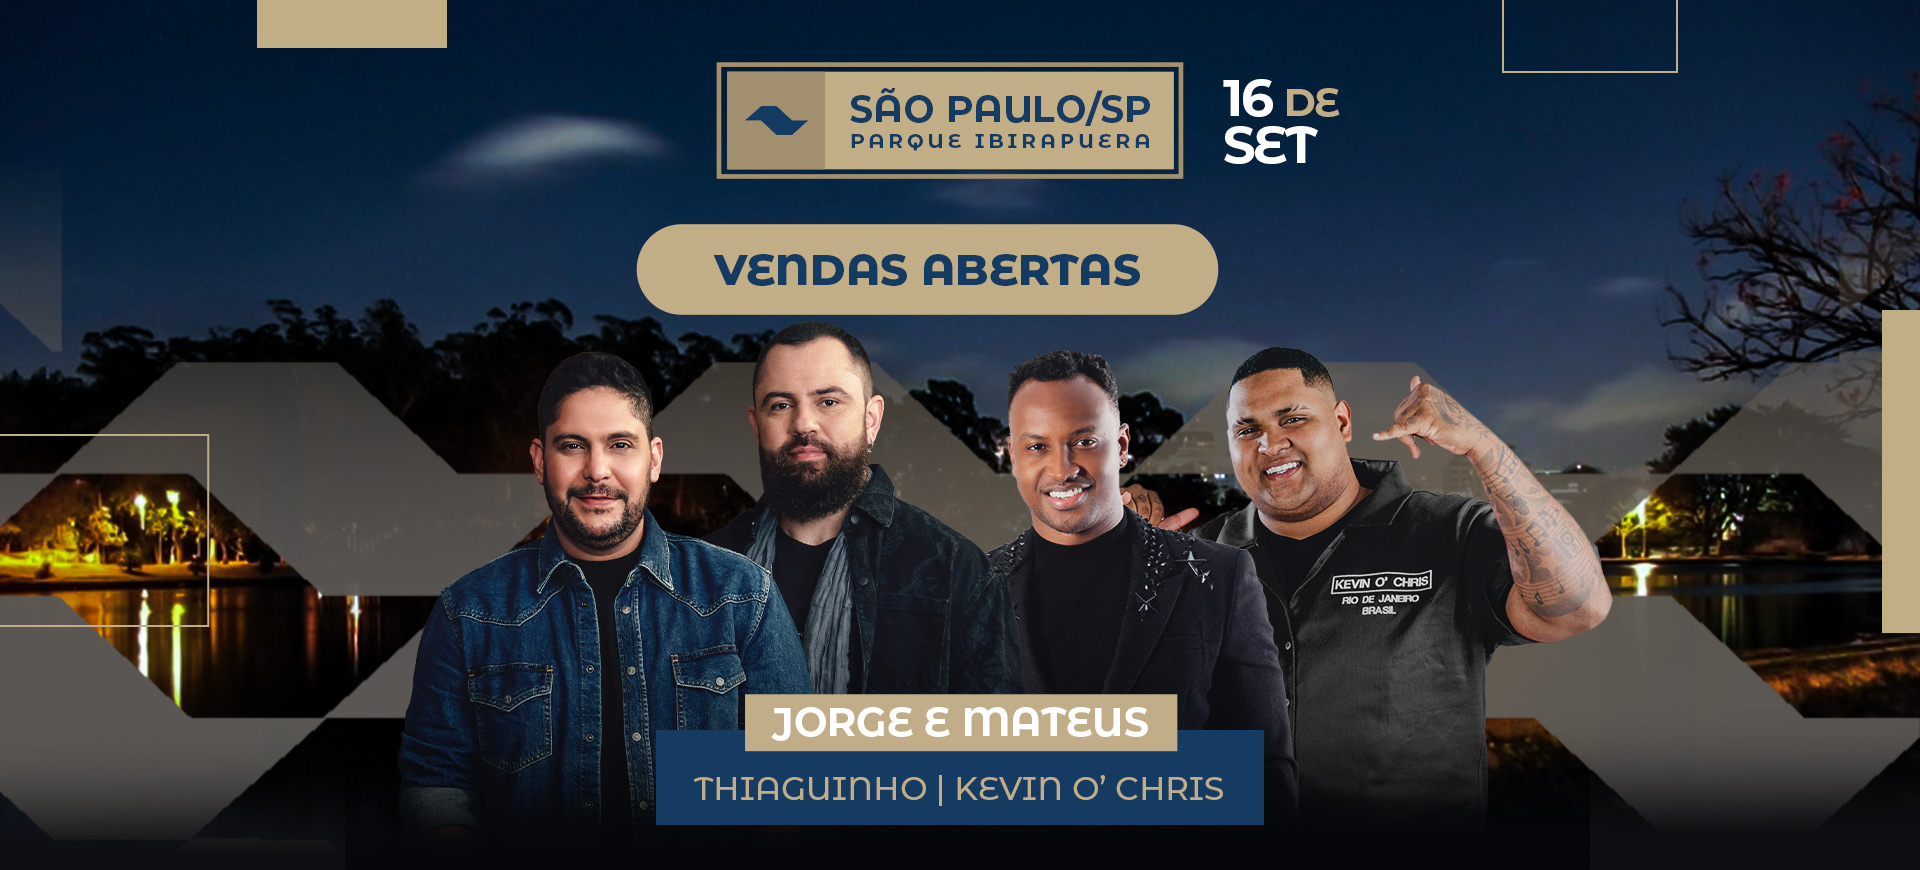 SÃO PAULO/SP
PARQUE IBIRAPUERA
16 DE
SET
VENDAS ABERTAS
KEVIN O' CHRIS
RIO DE JANEIRO
BRASIL
JORGE E MATEUS
THIAGUINHO | KEVIN O' CHRIS